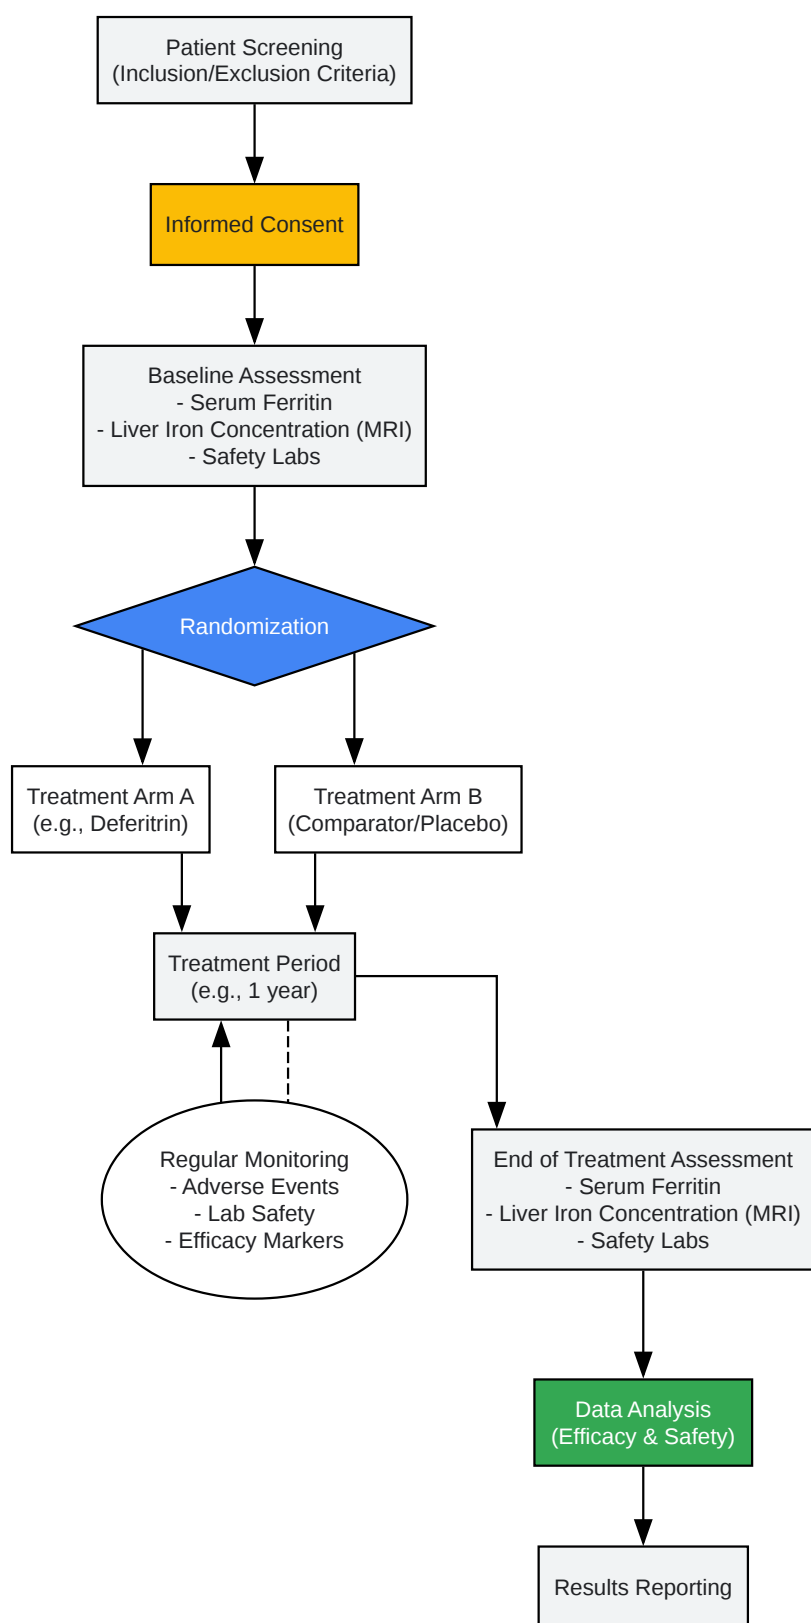 Patient Screening
(Inclusion/Exclusion Criteria)
Informed Consent
Baseline Assessment
- Serum Ferritin
- Liver Iron Concentration (MRI)
- Safety Labs
Randomization
Treatment Arm A
(e.g., Deferitrin)
Treatment Arm B
(Comparator/Placebo)
Treatment Period
(e.g., 1 year)
Regular Monitoring
- Adverse Events
- Lab Safety
- Efficacy Markers
End of Treatment Assessment
- Serum Ferritin
- Liver Iron Concentration (MRI)
- Safety Labs
Data Analysis
(Efficacy & Safety)
Results Reporting